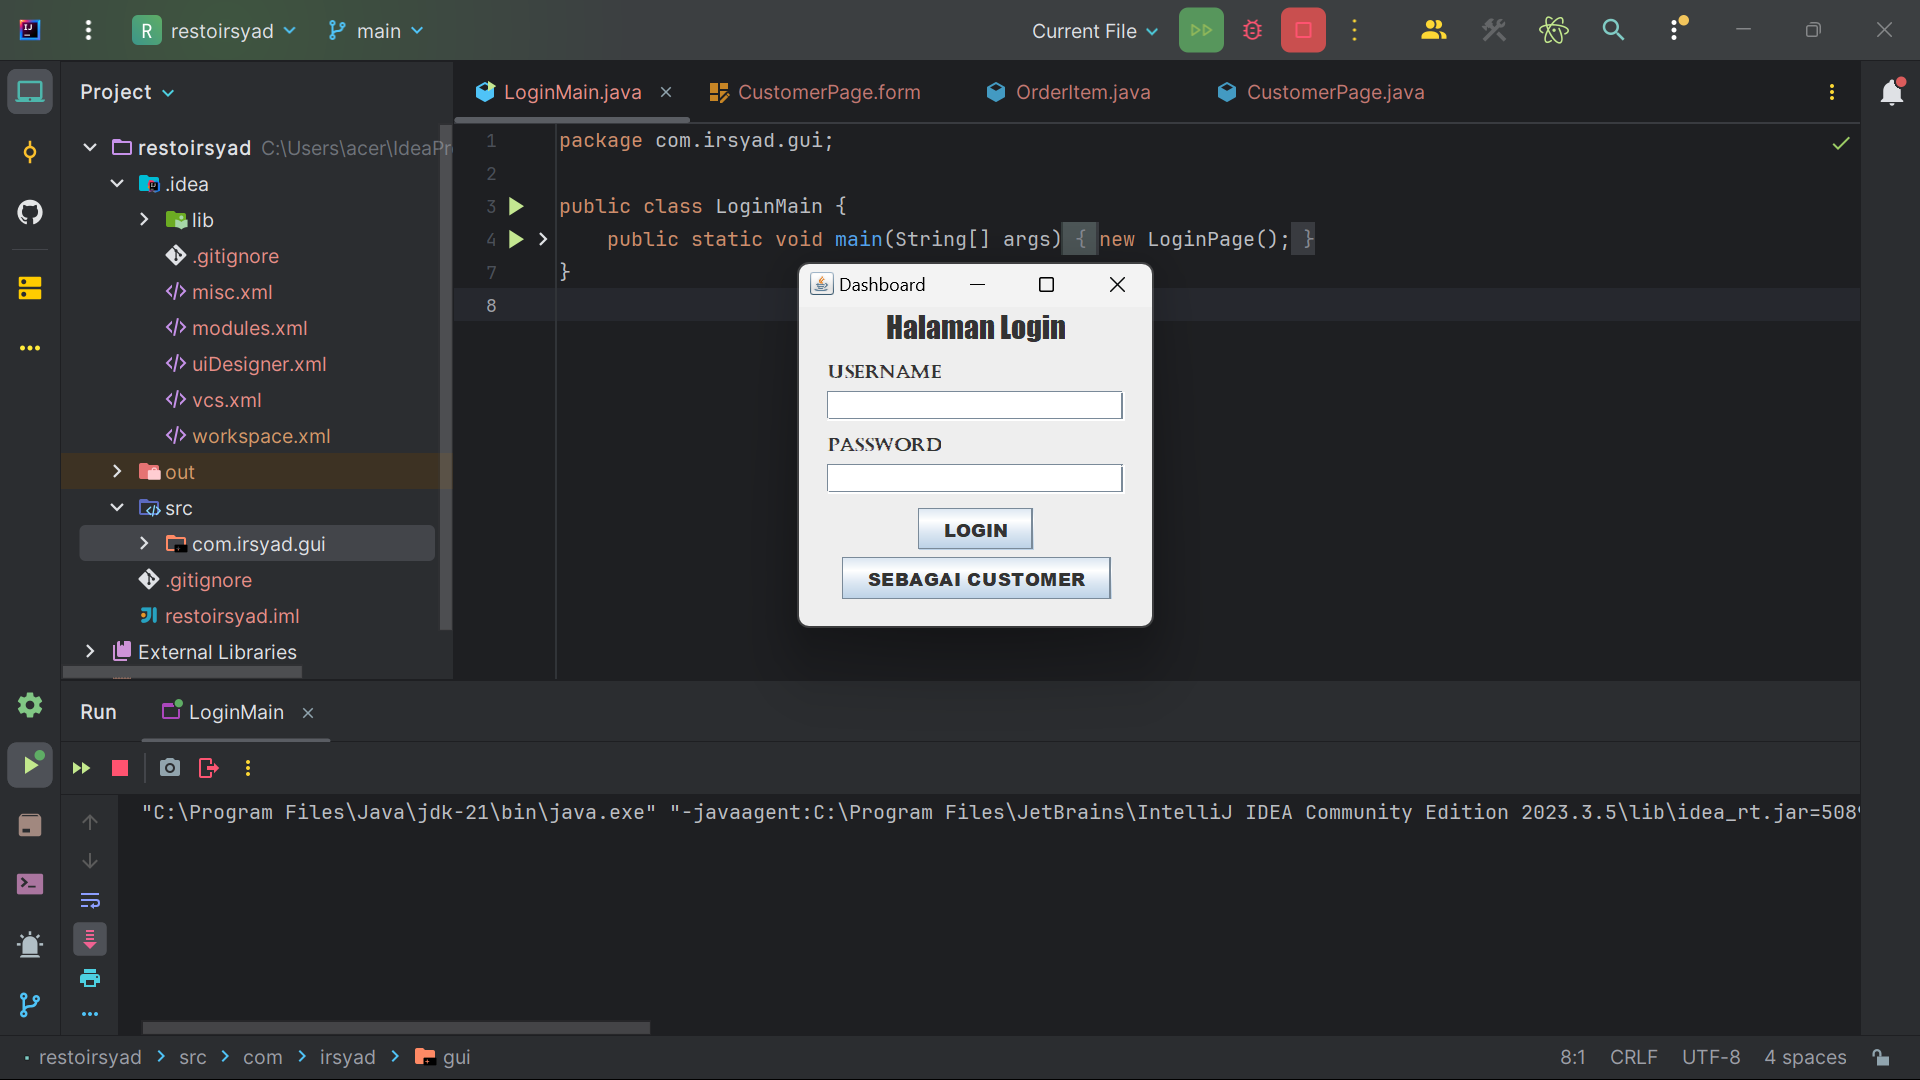 R restoirsyad main Current File
Project
LoginMain.java CustomerPage.form OrderItem.java CustomerPage.java
restoirsyad C:\Users\acer\IdeaPr
.idea
lib
.gitignore
misc.xml
modules.xml
uiDesigner.xml
vcs.xml
workspace.xml
out
src
com.irsyad.gui
.gitignore
restoirsyad.iml
External Libraries
1 package com.irsyad.gui;
2
3 public class LoginMain {
4 public static void main(String[] args) { new LoginPage(); }
7 }
8
Dashboard
Halaman Login
USERNAME
PASSWORD
LOGIN
SEBAGAI CUSTOMER
Run LoginMain
"C:\Program Files\Java\jdk-21\bin\java.exe" "-javaagent:C:\Program Files\JetBrains\IntelliJ IDEA Community Edition 2023.3.5\lib\idea_rt.jar=508
restoirsyad src com irsyad gui 8:1 CRLF UTF-8 4 spaces